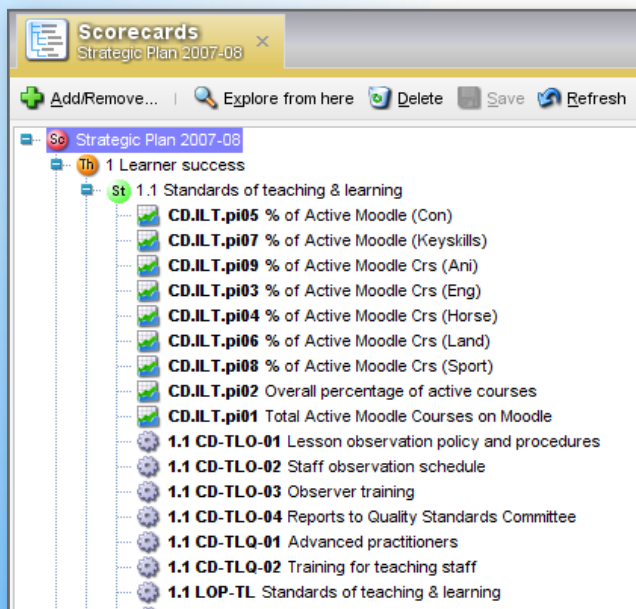 Scorecards
Strategic Plan 2007-08
Add/Remove... Explore from here Delete Save Refresh
Sc Strategic Plan 2007-08
Th 1 Learner success
St 1.1 Standards of teaching & learning
CD.ILT.pi05 % of Active Moodle (Con)
CD.ILT.pi07 % of Active Moodle (Keyskills)
CD.ILT.pi09 % of Active Moodle Crs (Ani)
CD.ILT.pi03 % of Active Moodle Crs (Eng)
CD.ILT.pi04 % of Active Moodle Crs (Horse)
CD.ILT.pi06 % of Active Moodle Crs (Land)
CD.ILT.pi08 % of Active Moodle Crs (Sport)
CD.ILT.pi02 Overall percentage of active courses
CD.ILT.pi01 Total Active Moodle Courses on Moodle
1.1 CD-TLO-01 Lesson observation policy and procedures
1.1 CD-TLO-02 Staff observation schedule
1.1 CD-TLO-03 Observer training
1.1 CD-TLO-04 Reports to Quality Standards Committee
1.1 CD-TLQ-01 Advanced practitioners
1.1 CD-TLQ-02 Training for teaching staff
1.1 LOP-TL Standards of teaching & learning